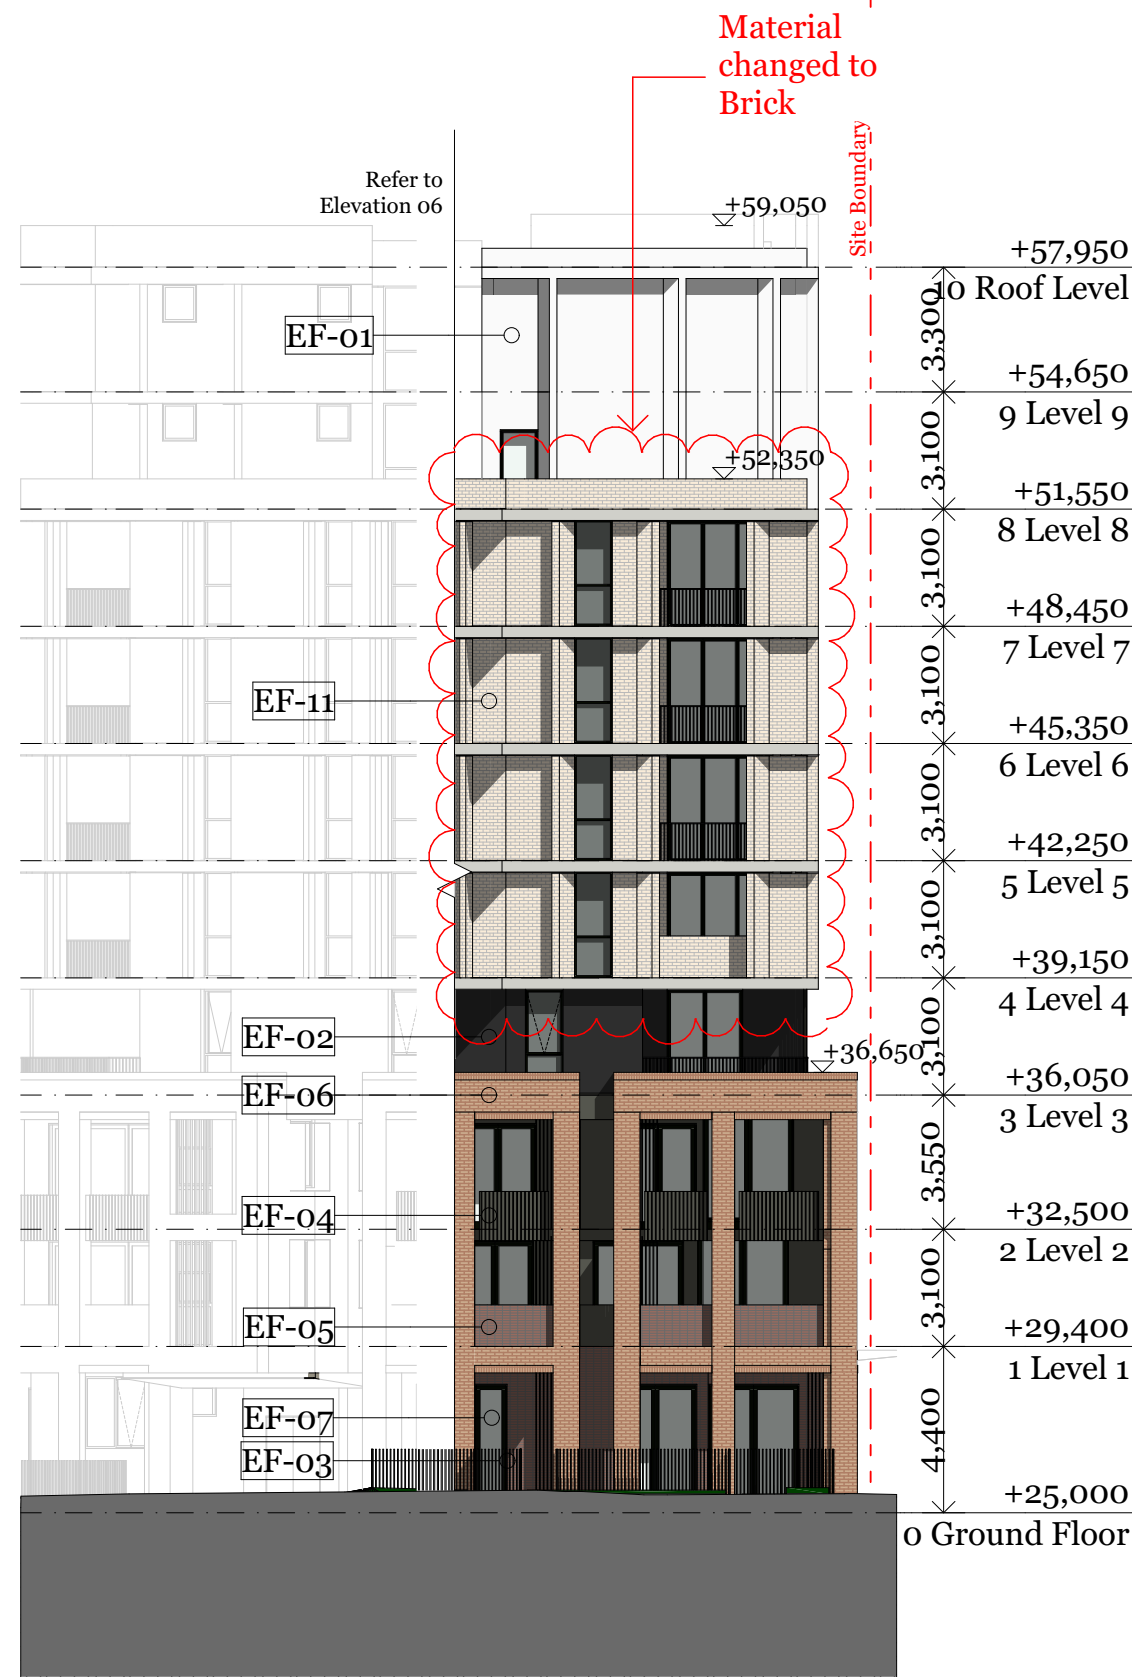 Material
changed to
Brick
Site Boundary
Refer to
Elevation 06
+59,050
+57,950
10 Roof Level
3,300
EF-01
+54,650
9 Level 9
3,100
+52,350
+51,550
8 Level 8
3,100
+48,450
7 Level 7
3,100
EF-11
+45,350
6 Level 6
3,100
+42,250
5 Level 5
3,100
+39,150
4 Level 4
3,100
EF-02
+36,650
+36,050
EF-06
3 Level 3
3,550
EF-04
+32,500
2 Level 2
3,100
EF-05
+29,400
1 Level 1
4,400
EF-07
EF-03
+25,000
0 Ground Floor